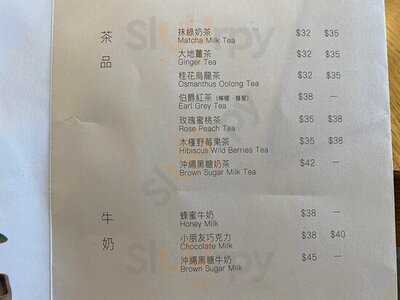 茶品
抹綠奶茶 $32 $35
Matcha Milk Tea
大地薑茶 $32 $35
Ginger Tea
桂花烏龍茶 $32 $35
Osmanthus Oolong Tea
伯爵紅茶 $38 —
Earl Grey Tea
玫瑰蜜桃茶 $35 $38
Rose Peach Tea
木槿野莓果茶 $35 $38
Hibiscus Wild Berries Tea
沖繩黑糖奶茶 $42 —
Brown Sugar Milk Tea
牛奶
蜂蜜牛奶 $38 —
Honey Milk
小朋友巧克力 $38 $40
Chocolate Milk
沖繩黑糖牛奶 $45 —
Brown Sugar Milk